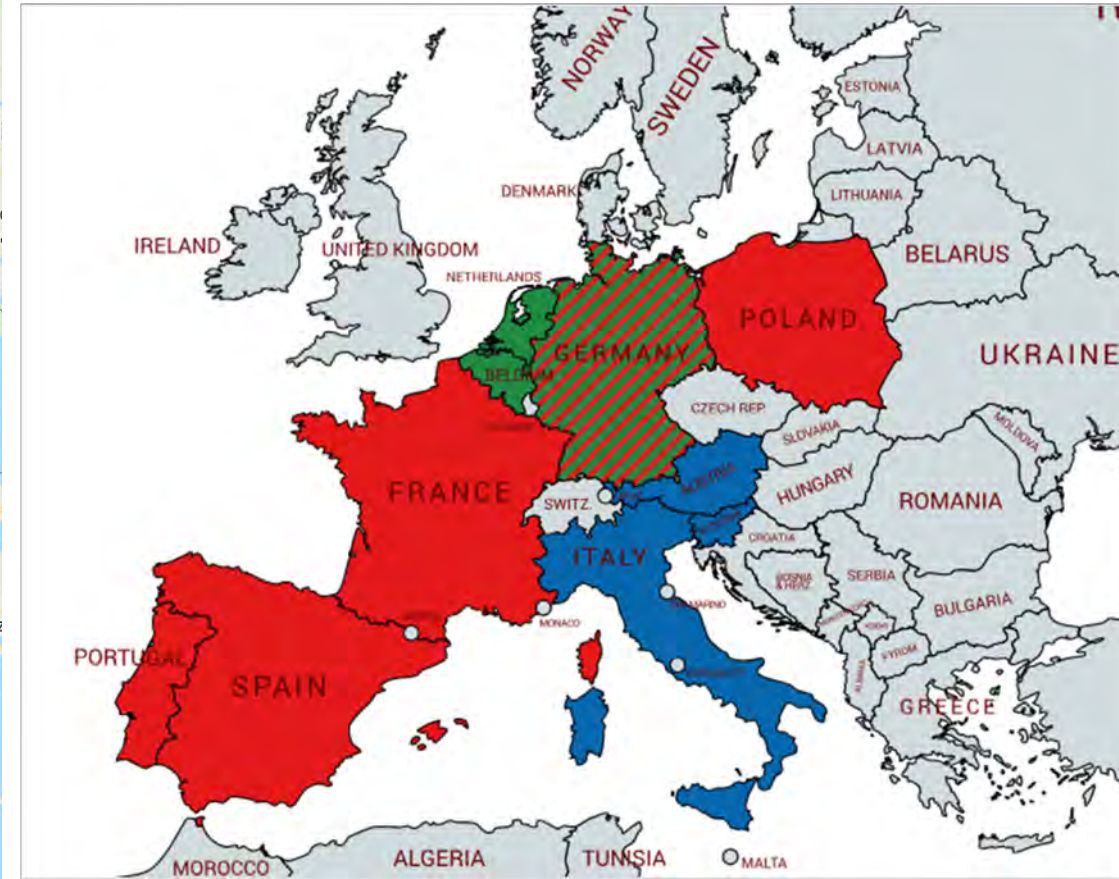 NORWAY
SWEDEN
ESTONIA
LATVIA
DENMARK
LITHUANIA
IRELAND
UNITED KINGDOM
BELARUS
NETHERLANDS
POLAND
GERMANY
UKRAINE
BELGIUM
CZECH REP.
SLOVAKIA
MOLDOVA
AUSTRIA
FRANCE
SWITZ.
HUNGARY
ROMANIA
CROATIA
ITALY
BOSNIA
& HERZ.
SERBIA
SAN MARINO
BULGARIA
MONACO
FYROM
PORTUGAL
SPAIN
ALBANIA
GREECE
MOROCCO
ALGERIA
TUNISIA
MALTA